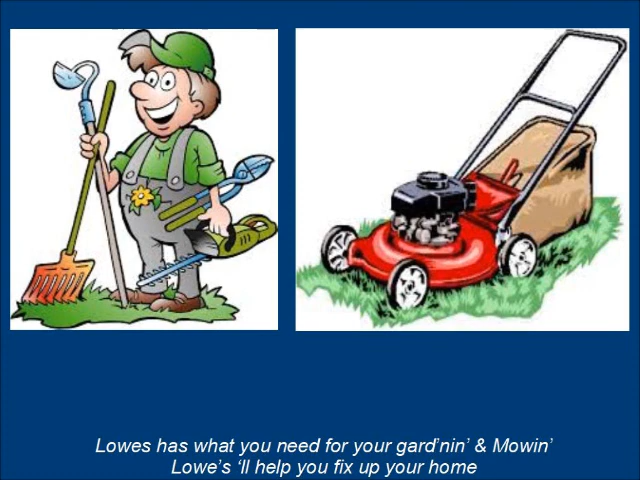 Lowes has what you need for your gard’nin’ & Mowin’
Lowe’s ‘ll help you fix up your home